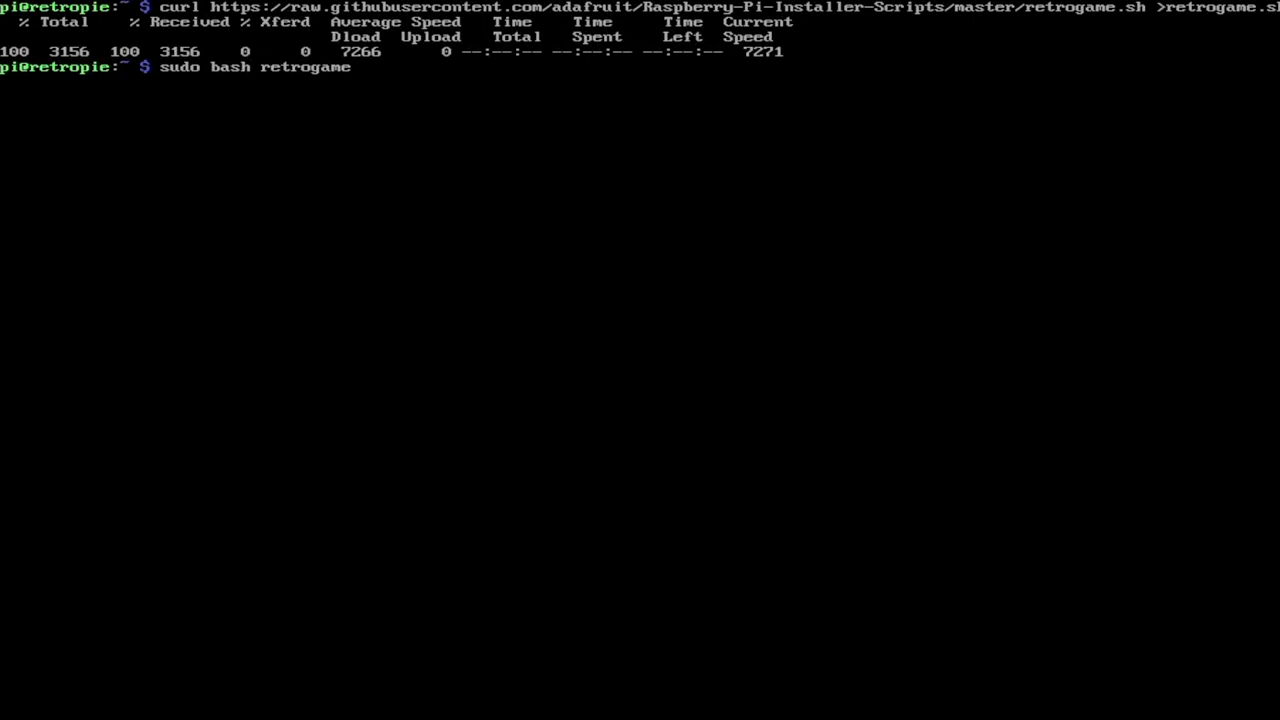 pi@retropie:~ $ curl https://raw.githubusercontent.com/adafruit/Raspberry-Pi-Installer-Scripts/master/retrogame.sh >retrogame.sh
% Total % Received % Xferd Average Speed Time Time Time Current
Dload Upload Total Spent Left Speed
100 3156 100 3156 0 0 7266 0 --:--:-- --:--:-- --:--:-- 7271
pi@retropie:~ $ sudo bash retrogame